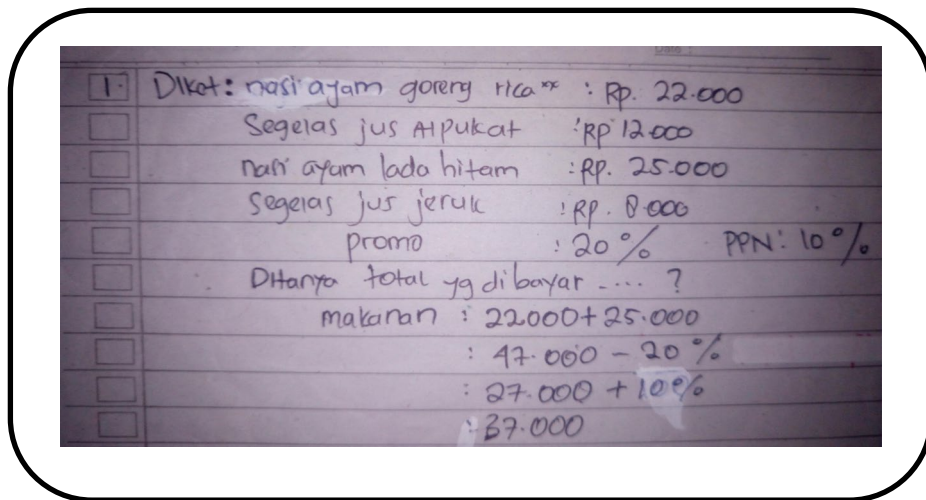 1. Diket: nasi ayam goreng rica" : Rp. 22.000
Segelas jus Alpukat : Rp 12.000
nasi ayam lada hitam : Rp. 25.000
Segelas jus jeruk : Rp. 8.000
promo : 20% PPN: 10%
Ditanya total yg dibayar .... ?
makanan : 22000 + 25.000
: 47.000 - 20%
: 27.000 + 10%
: 37.000